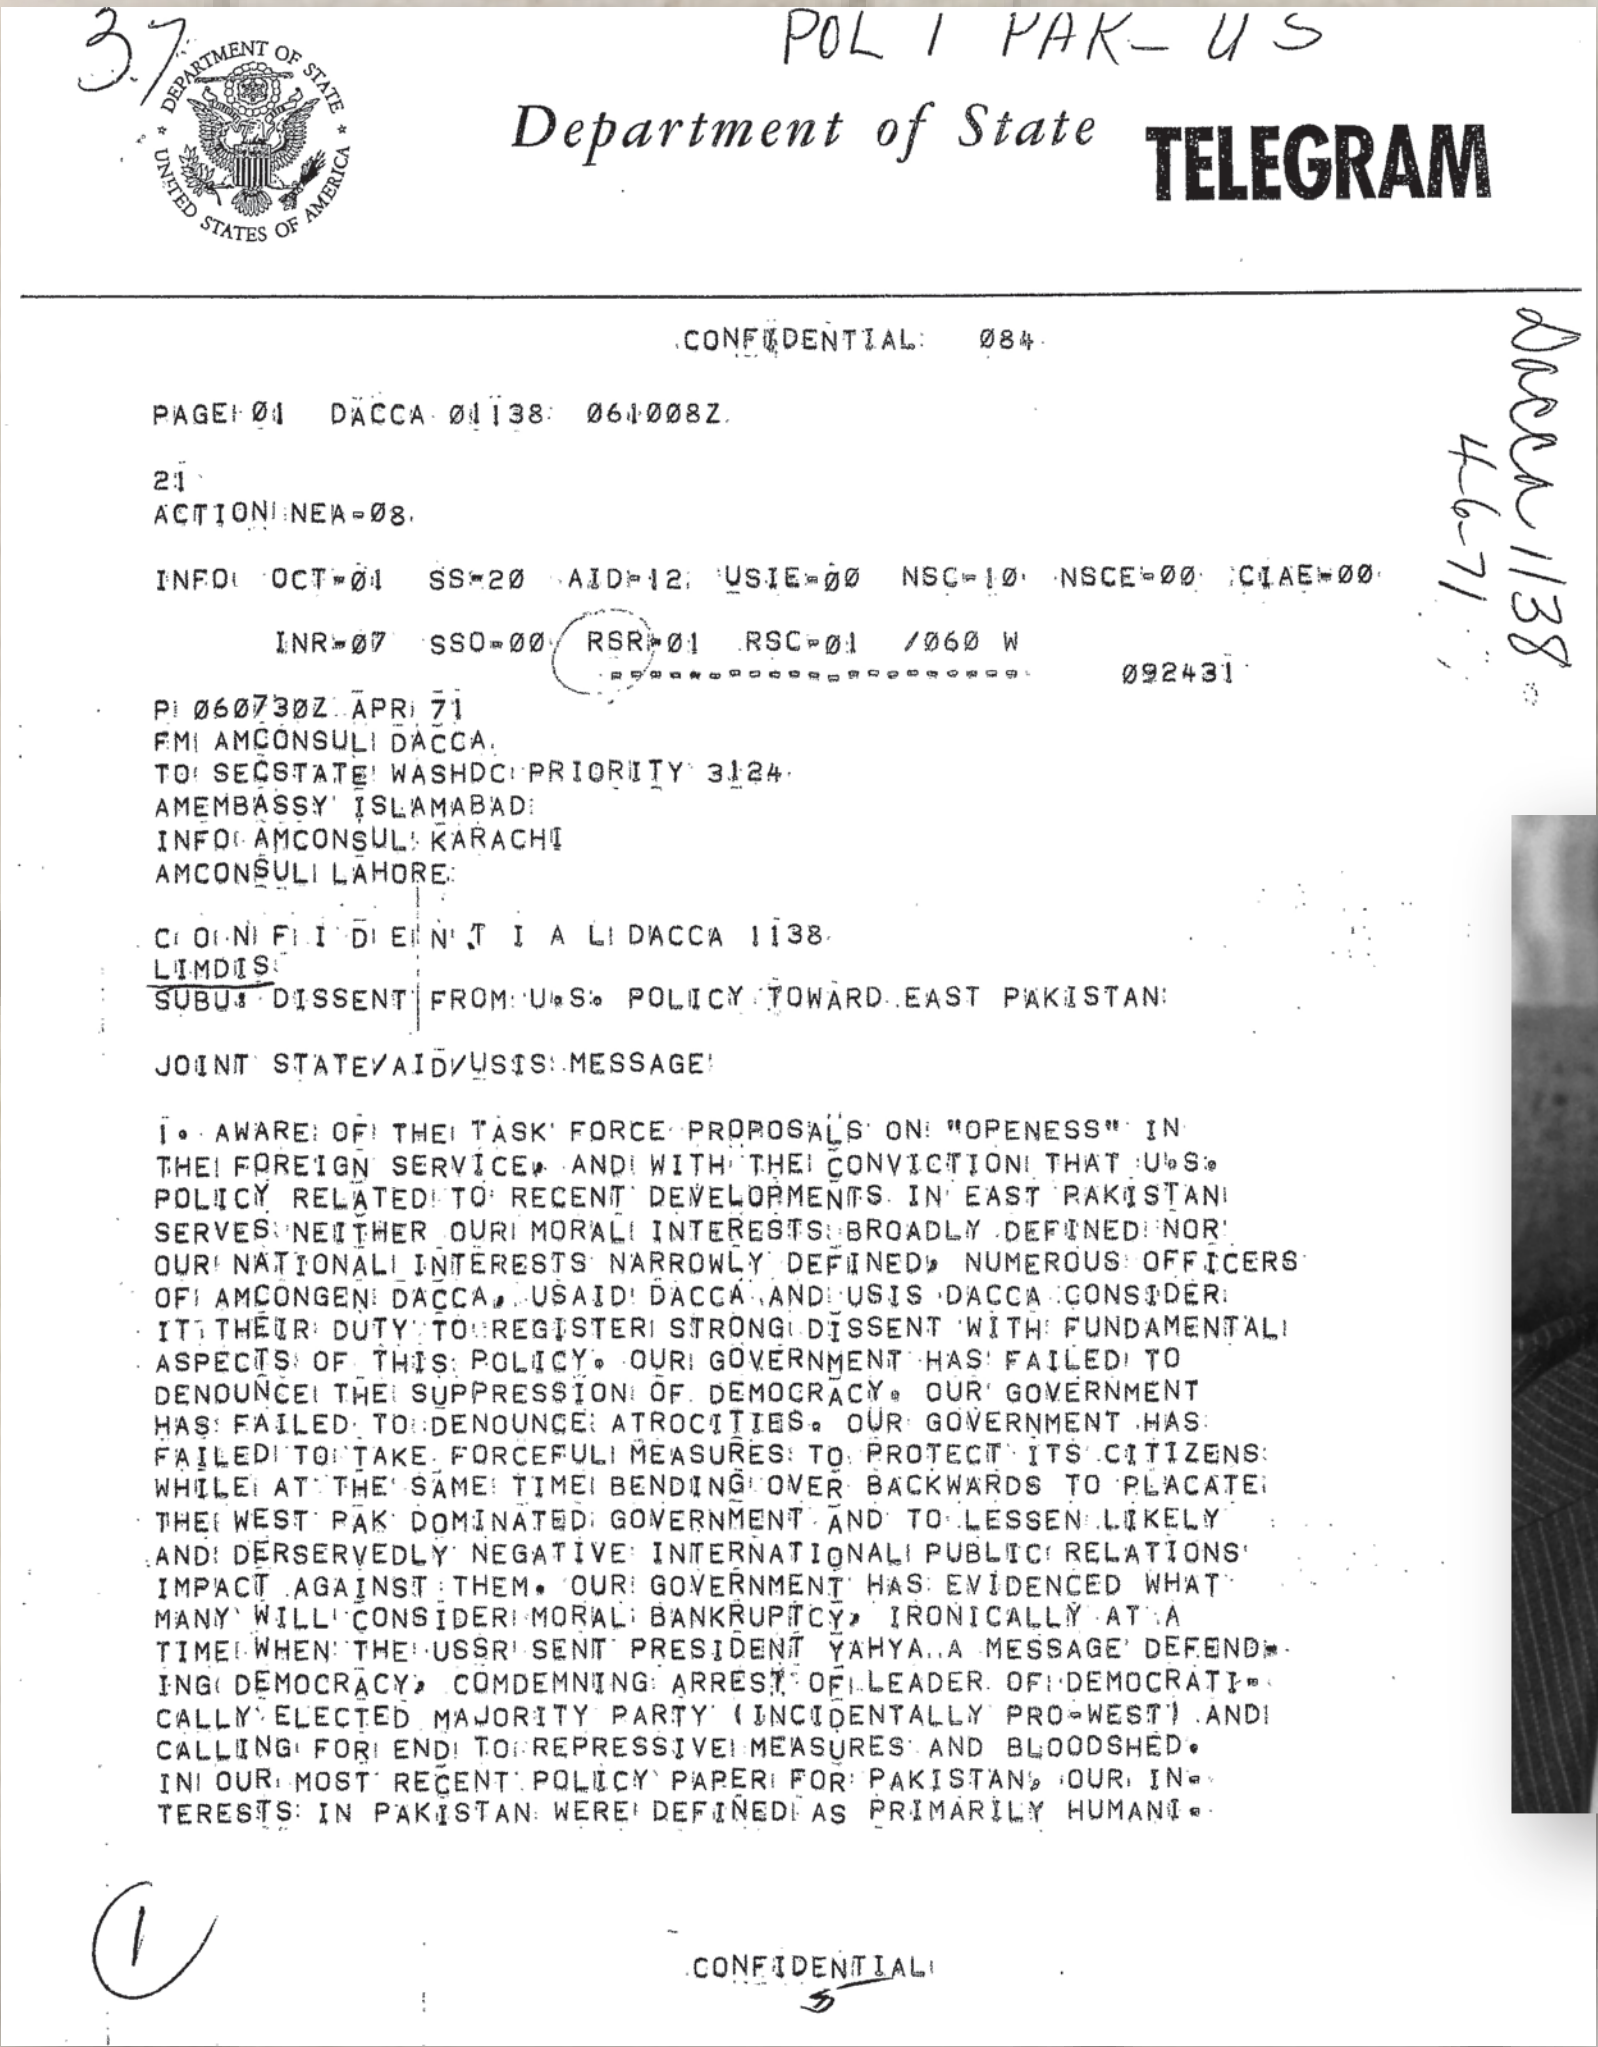 3.7
POL 1 PAK-US
DEPARTMENT OF STATE
UNITED STATES OF AMERICA
Department of State TELEGRAM
CONFIDENTIAL 084
Dacca 1138
4-6-71
PAGE 01 DACCA 01138 061008Z
21
ACTION NEA-08
INFO OCT-01 SS-20 AID-12 USIE-00 NSC-10 NSCE-00 CIAE-00
INR-07 SSO-00 RSR-01 RSC-01 /060 W
092431
P 060730Z APR 71
FM AMCONSUL DACCA
TO SECSTATE WASHDC PRIORITY 3124
AMEMBASSY ISLAMABAD
INFO AMCONSUL KARACHI
AMCONSUL LAHORE
C O N F I D E N T I A L DACCA 1138
LIMDIS
SUBJ: DISSENT FROM U.S. POLICY TOWARD EAST PAKISTAN
JOINT STATE/AID/USIS MESSAGE
1. AWARE OF THE TASK FORCE PROPOSALS ON "OPENESS" IN
THE FOREIGN SERVICE, AND WITH THE CONVICTION THAT U.S.
POLICY RELATED TO RECENT DEVELOPMENTS IN EAST PAKISTAN
SERVES NEITHER OUR MORAL INTERESTS BROADLY DEFINED NOR
OUR NATIONAL INTERESTS NARROWLY DEFINED, NUMEROUS OFFICERS
OF AMCONGEN DACCA, USAID DACCA AND USIS DACCA CONSIDER
IT THEIR DUTY TO REGISTER STRONG DISSENT WITH FUNDAMENTAL
ASPECTS OF THIS POLICY. OUR GOVERNMENT HAS FAILED TO
DENOUNCE THE SUPPRESSION OF DEMOCRACY. OUR GOVERNMENT
HAS FAILED TO DENOUNCE ATROCITIES. OUR GOVERNMENT HAS
FAILED TO TAKE FORCEFUL MEASURES TO PROTECT ITS CITIZENS
WHILE AT THE SAME TIME BENDING OVER BACKWARDS TO PLACATE
THE WEST PAK DOMINATED GOVERNMENT AND TO LESSEN LIKELY
AND DERSERVEDLY NEGATIVE INTERNATIONAL PUBLIC RELATIONS
IMPACT AGAINST THEM. OUR GOVERNMENT HAS EVIDENCED WHAT
MANY WILL CONSIDER MORAL BANKRUPTCY, IRONICALLY AT A
TIME WHEN THE USSR SENT PRESIDENT YAHYA A MESSAGE DEFEND-
ING DEMOCRACY, COMDEMNING ARREST OF LEADER OF DEMOCRATI-
CALLY ELECTED MAJORITY PARTY (INCIDENTALLY PRO-WEST) AND
CALLING FOR END TO REPRESSIVE MEASURES AND BLOODSHED.
IN OUR MOST RECENT POLICY PAPER FOR PAKISTAN, OUR IN-
TERESTS IN PAKISTAN WERE DEFINED AS PRIMARILY HUMANI-
1
CONFIDENTIAL